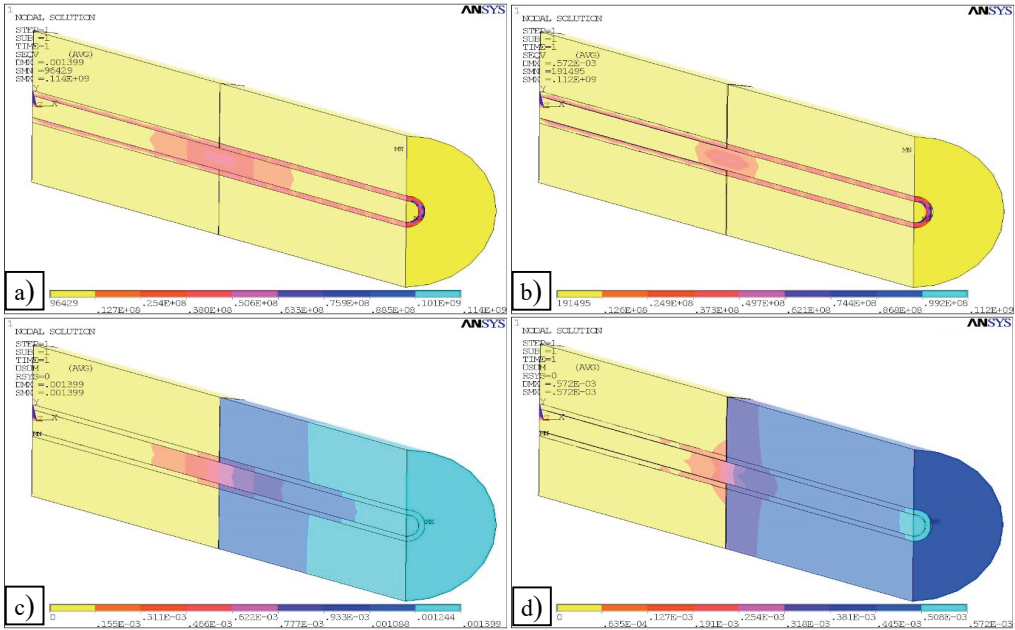 1
ANSYS
NODAL SOLUTION
STEP=1
SUB =1
TIME=1
SEQV (AVG)
DMX =.001399
SMN =96429
SMX =.114E+09
Y
Z X
MN
MX
a)
96429 .254E+08 .506E+08 .759E+08 .101E+09
.127E+08 .380E+08 .633E+08 .885E+08 .114E+09
1
ANSYS
NODAL SOLUTION
STEP=1
SUB =1
TIME=1
SEQV (AVG)
DMX =.572E-03
SMN =191495
SMX =.112E+09
Y
Z X
MN
b)
191495 .249E+08 .497E+08 .744E+08 .992E+08
.126E+08 .373E+08 .621E+08 .868E+08 .112E+09
1
ANSYS
NODAL SOLUTION
STEP=1
SUB =1
TIME=1
USUM (AVG)
RSYS=0
DMX =.001399
SMX =.001399
Y
Z X
MN
MX
c)
0 .311E-03 .622E-03 .933E-03 .001244
.155E-03 .466E-03 .777E-03 .001088 .001399
1
ANSYS
NODAL SOLUTION
STEP=1
SUB =1
TIME=1
USUM (AVG)
RSYS=0
DMX =.572E-03
SMX =.572E-03
Y
Z X
MN
MX
d)
0 .127E-03 .254E-03 .381E-03 .508E-03
.635E-04 .191E-03 .318E-03 .445E-03 .572E-03